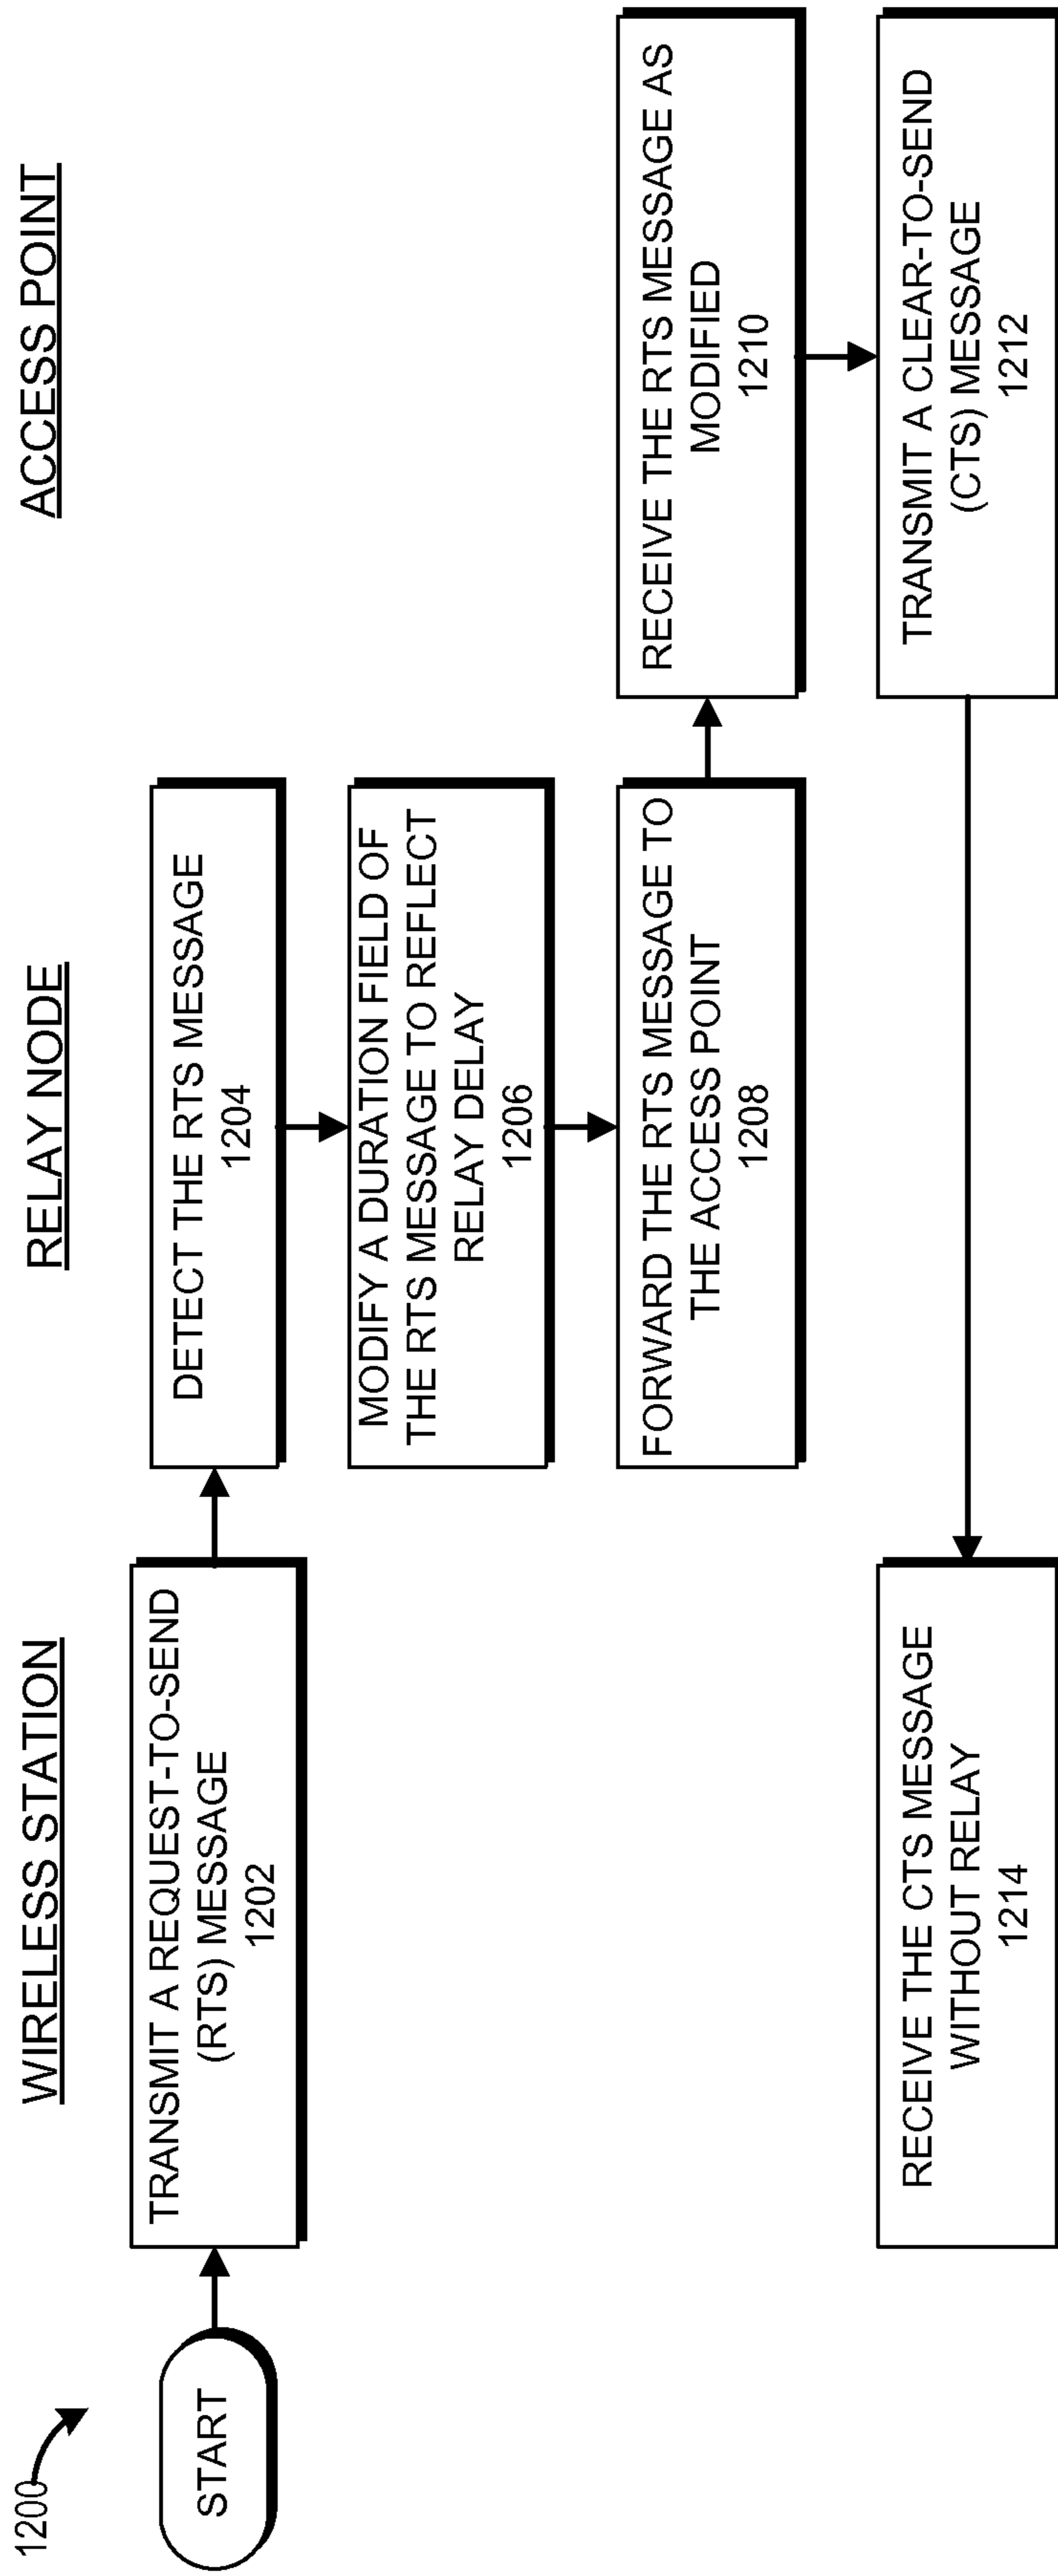 1200
WIRELESS STATION
RELAY NODE
ACCESS POINT
START
TRANSMIT A REQUEST-TO-SEND
(RTS) MESSAGE
1202
DETECT THE RTS MESSAGE
1204
MODIFY A DURATION FIELD OF
THE RTS MESSAGE TO REFLECT
RELAY DELAY
1206
FORWARD THE RTS MESSAGE TO
THE ACCESS POINT
1208
RECEIVE THE RTS MESSAGE AS
MODIFIED
1210
TRANSMIT A CLEAR-TO-SEND
(CTS) MESSAGE
1212
RECEIVE THE CTS MESSAGE
WITHOUT RELAY
1214